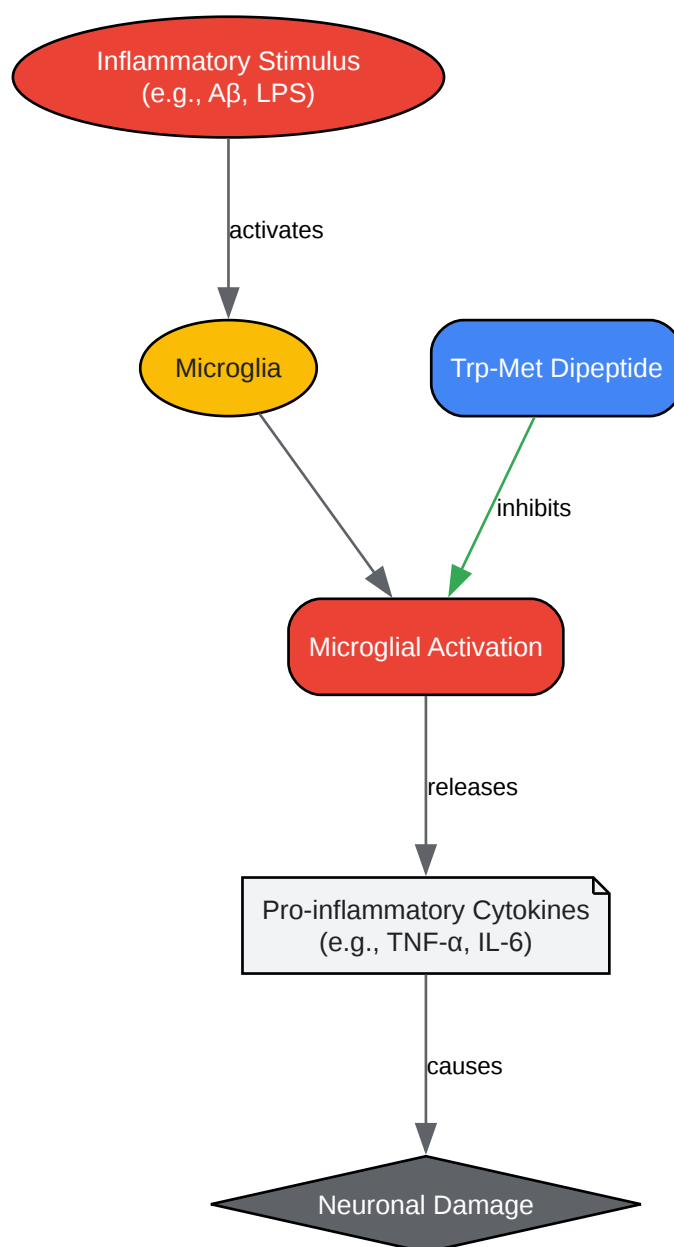 Inflammatory Stimulus
(e.g., Aβ, LPS)
activates
Microglia
Trp-Met Dipeptide
inhibits
Microglial Activation
releases
Pro-inflammatory Cytokines
(e.g., TNF-α, IL-6)
causes
Neuronal Damage